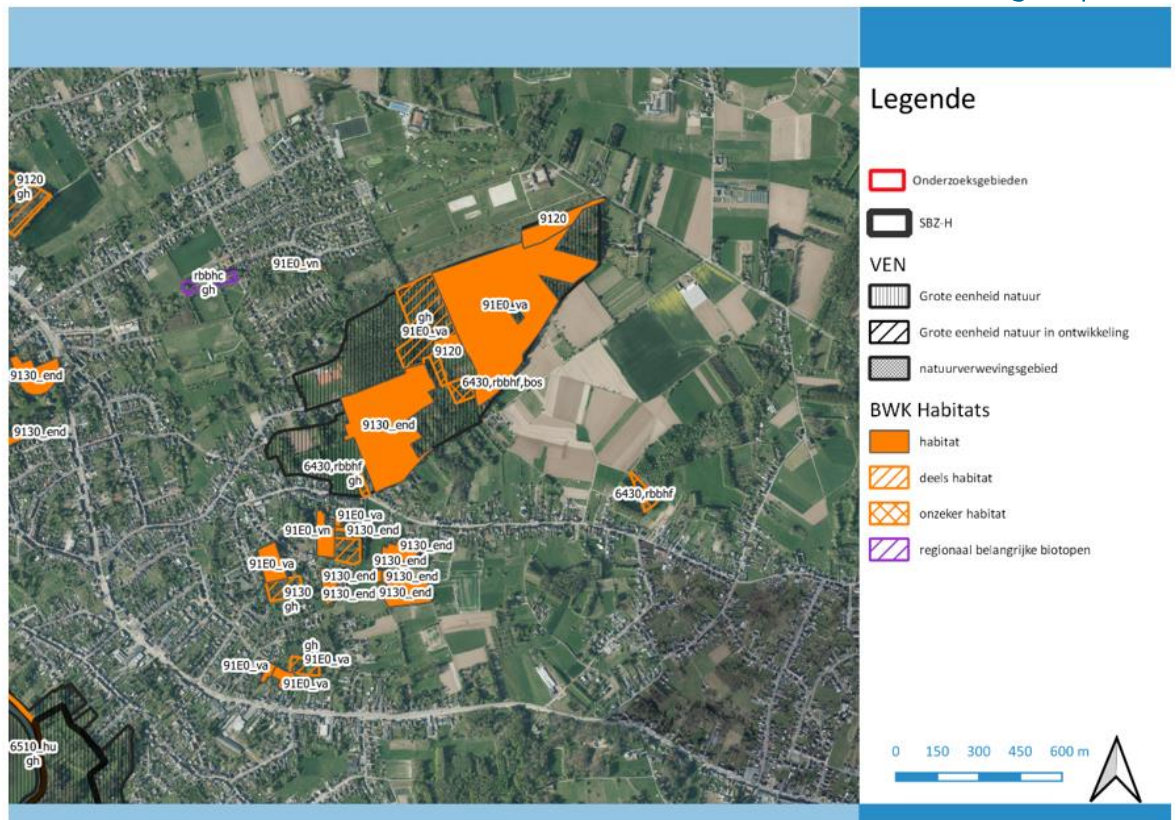 Legende
Onderzoeksgebieden
SBZ-H
VEN
Grote eenheid natuur
Grote eenheid natuur in ontwikkeling
natuurverwevingsgebied
BWK Habitats
habitat
deels habitat
onzeker habitat
regionaal belangrijke biotopen
0 150 300 450 600 m
9120
gh
9120
91E0_vn
rbbhc
gh
91E0_va
gh
91E0_va
9120
9130_end
6430,rbbhf,bos
9130_end
9130_end
6430,rbbhf
gh
6430,rbbhf
91E0_va
91E0_vn
9130_end
9130_end
91E0_va
9130_end
9130_end
9130_end
9130
gh
9130_end
9130_end
gh
91E0_va
91E0_va
91E0_va
6510_hu
gh